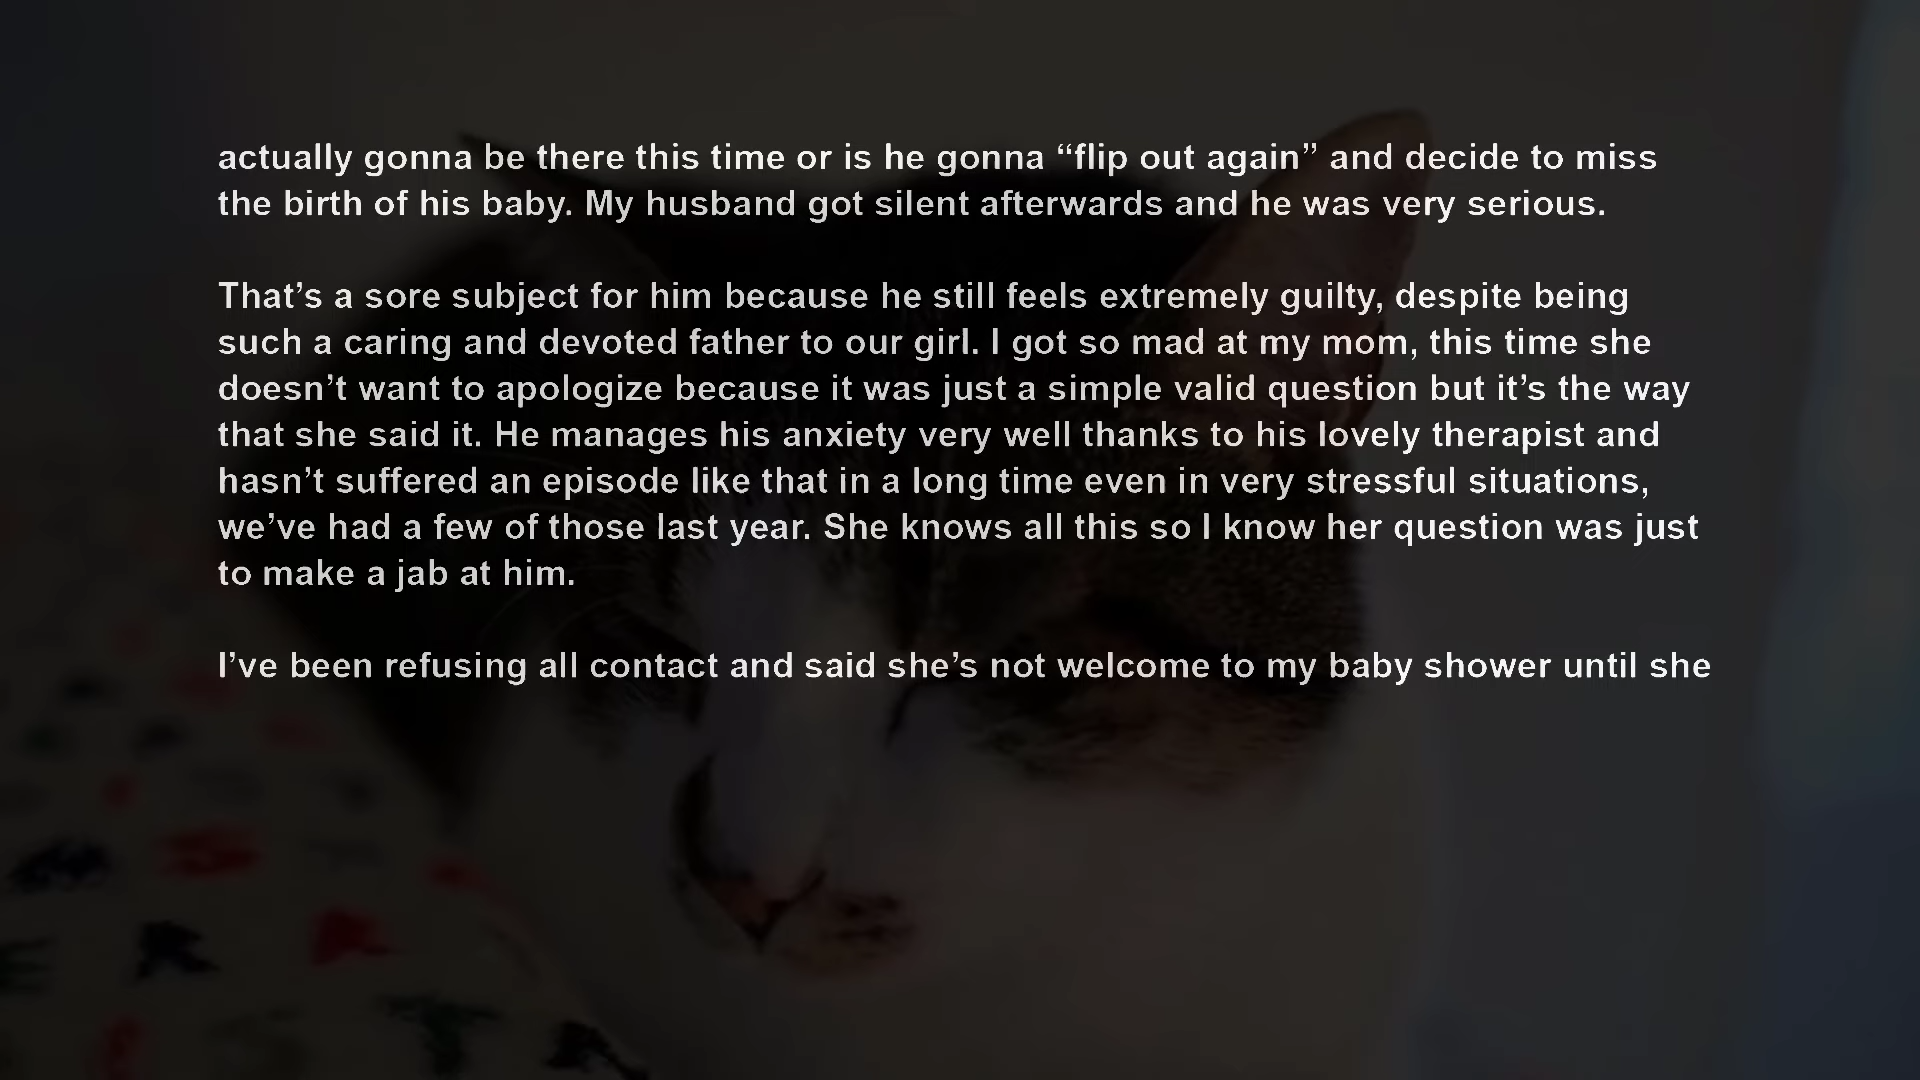 actually gonna be there this time or is he gonna “flip out again” and decide to miss
the birth of his baby. My husband got silent afterwards and he was very serious.
That’s a sore subject for him because he still feels extremely guilty, despite being
such a caring and devoted father to our girl. I got so mad at my mom, this time she
doesn’t want to apologize because it was just a simple valid question but it’s the way
that she said it. He manages his anxiety very well thanks to his lovely therapist and
hasn’t suffered an episode like that in a long time even in very stressful situations,
we’ve had a few of those last year. She knows all this so I know her question was just
to make a jab at him.
I’ve been refusing all contact and said she’s not welcome to my baby shower until she